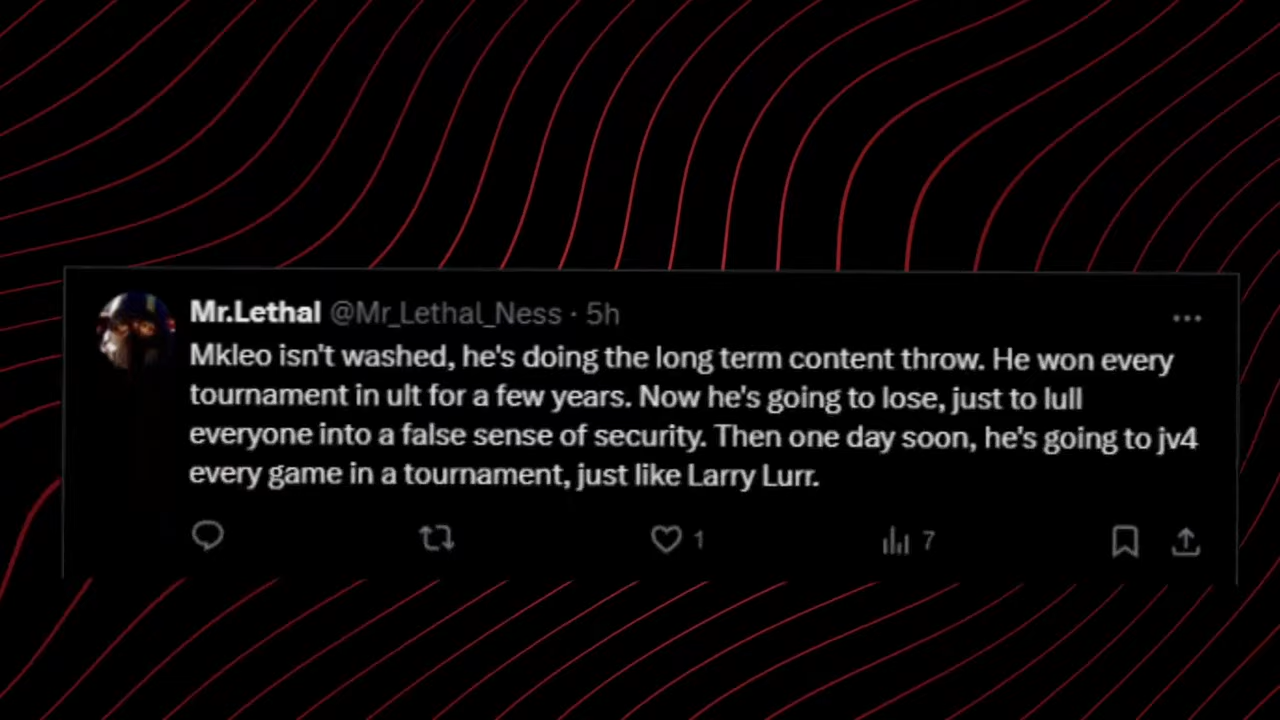 Mr.Lethal @Mr_Lethal_Ness · 5h
Mkleo isn't washed, he's doing the long term content throw. He won every
tournament in ult for a few years. Now he's going to lose, just to lull
everyone into a false sense of security. Then one day soon, he's going to jv4
every game in a tournament, just like Larry Lurr.
1 7